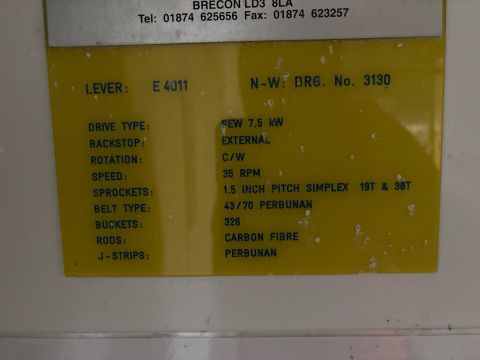 BRECON LD3 8LA
Tel: 01874 625656 Fax: 01874 623257
LEVER: E 4011 N-W: DRG. No. 3130
DRIVE TYPE: SEW 7,5 kW
BACKSTOP: EXTERNAL
ROTATION: C/W
SPEED: 35 RPM
SPROCKETS: 1.5 INCH PITCH SIMPLEX 19T & 38T
BELT TYPE: 43/70 PERBUNAN
BUCKETS: 326
RODS: CARBON FIBRE
J-STRIPS: PERBUNAN